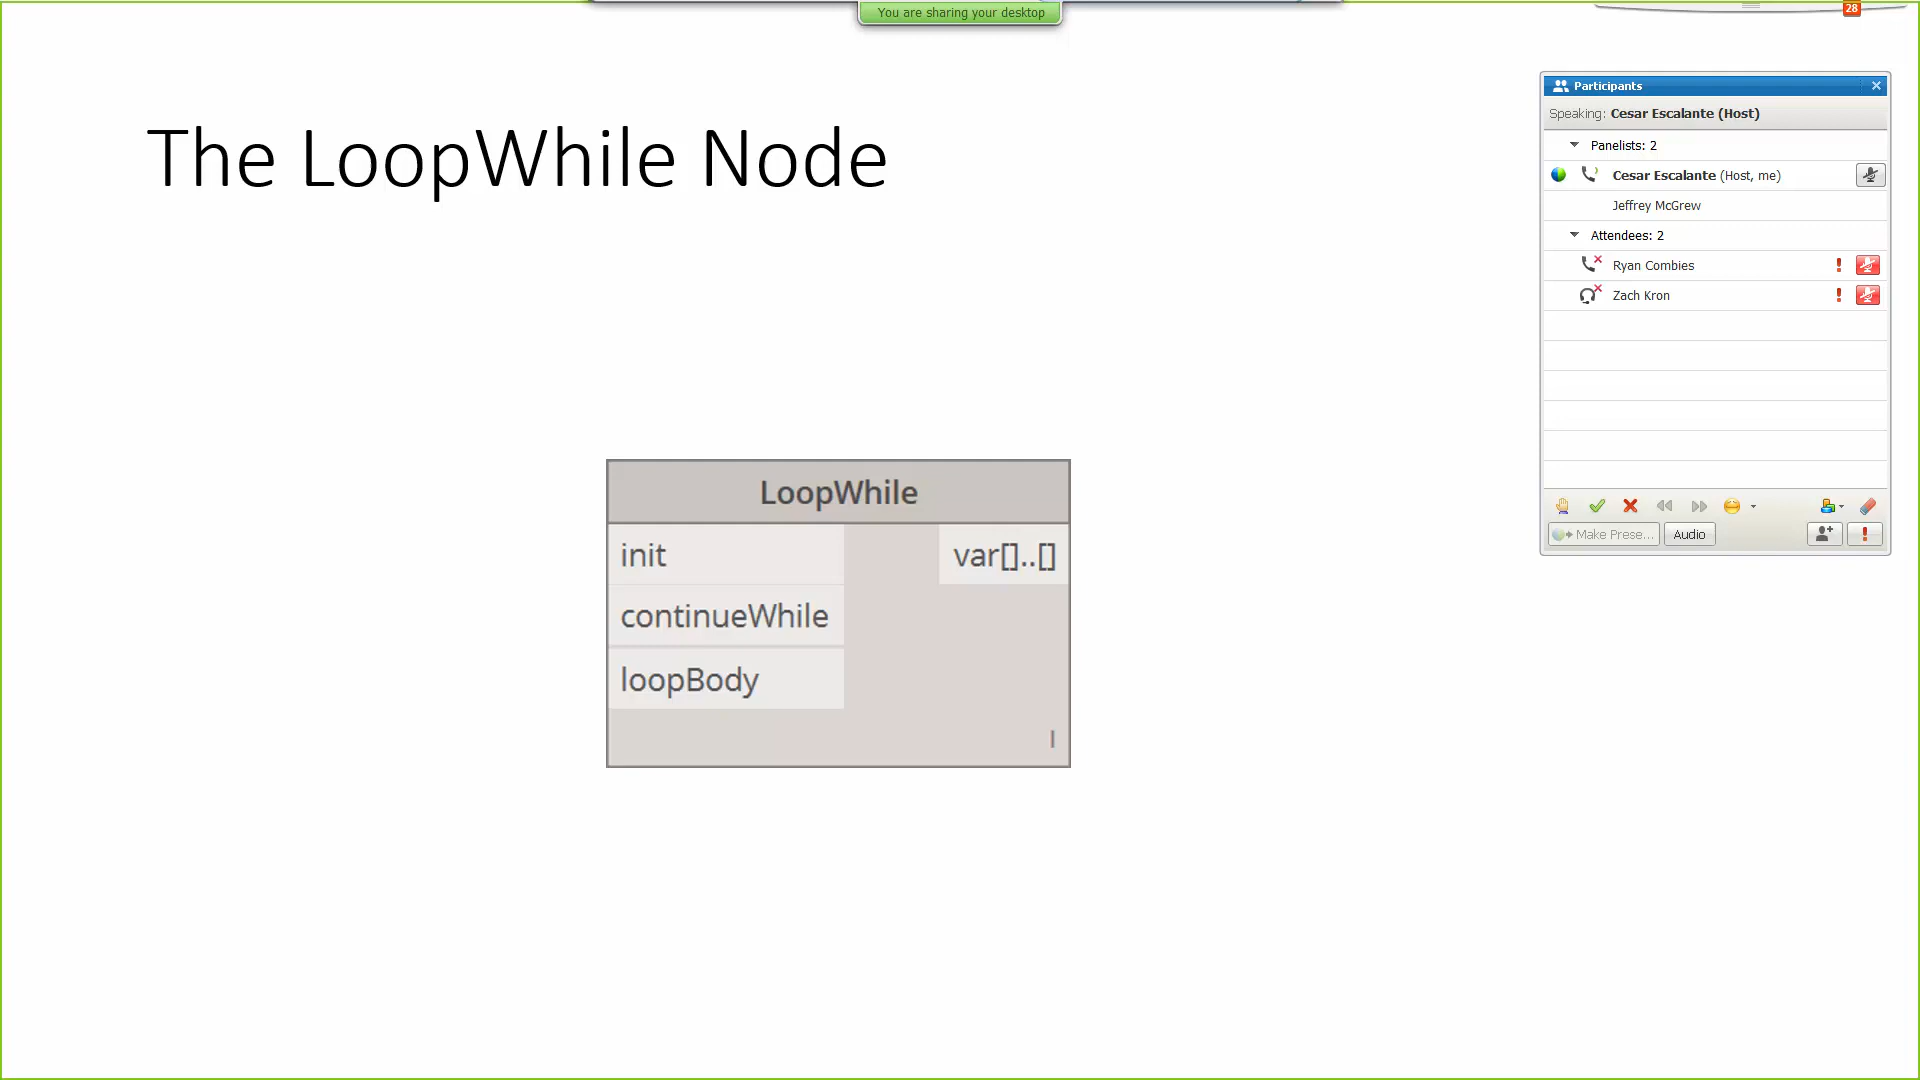 You are sharing your desktop
28
The LoopWhile Node
Participants
Speaking: Cesar Escalante (Host)
Panelists: 2
Cesar Escalante (Host, me)
Jeffrey McGrew
Attendees: 2
Ryan Combies
Zach Kron
Make Prese...
Audio
LoopWhile
init
var[]..[]
continueWhile
loopBody
l